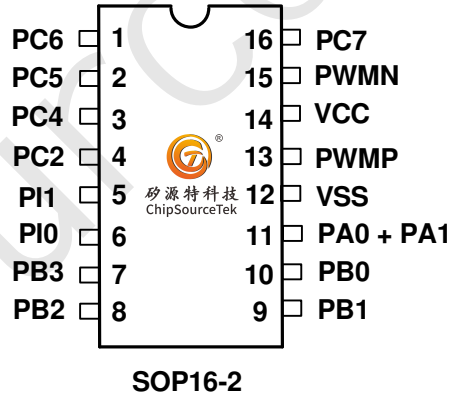 PC6 1 16 PC7
PC5 2 15 PWMN
PC4 3 14 VCC
®
PC2 4 13 PWMP
PI1 5 矽源特科技 12 VSS
ChipSourceTek
PI0 6 11 PA0 + PA1
PB3 7 10 PB0
PB2 8 9 PB1
SOP16-2